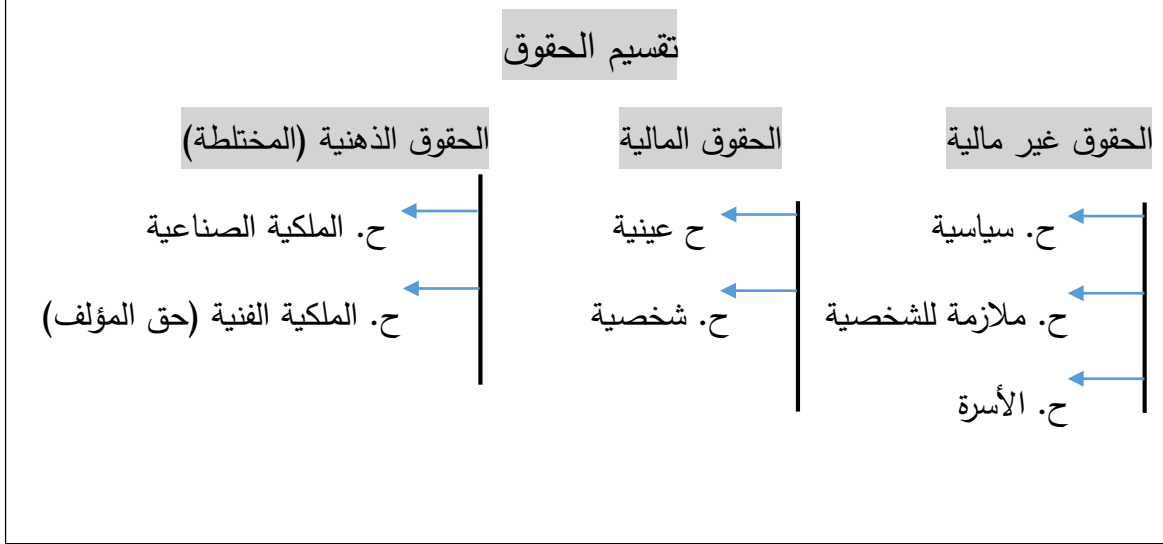 تقسيم الحقوق
الحقوق غير مالية
ح. سياسية
ح. ملازمة للشخصية
ح. الأسرة
الحقوق المالية
ح عينية
ح. شخصية
الحقوق الذهنية (المختلطة)
ح. الملكية الصناعية
ح. الملكية الفنية (حق المؤلف)